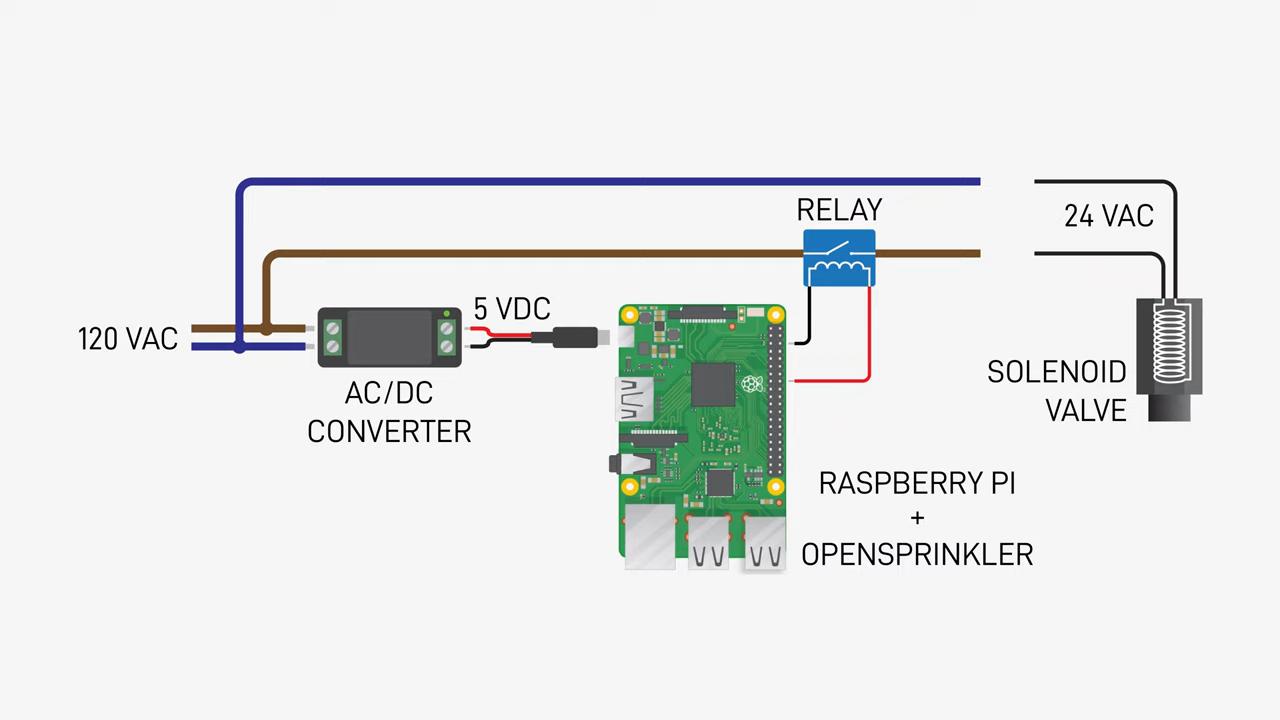 RELAY
24 VAC
5 VDC
120 VAC
AC/DC
CONVERTER
SOLENOID
VALVE
RASPBERRY PI
+
OPENSPRINKLER